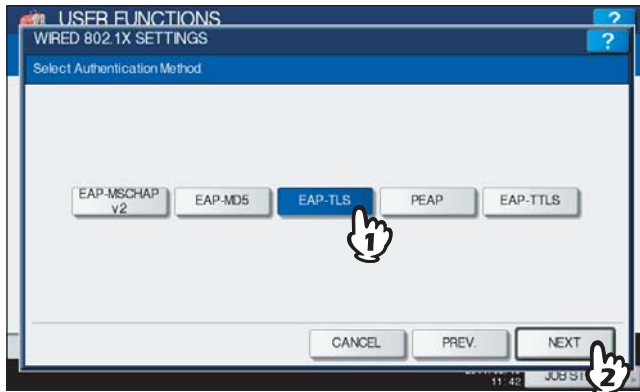 USER FUNCTIONS
?
WIRED 802.1X SETTINGS
?
Select Authentication Method.
EAP-MSCHAP
v2
EAP-MD5
EAP-TLS
PEAP
EAP-TTLS
1
CANCEL
PREV.
NEXT
11:42
JOB ST
2